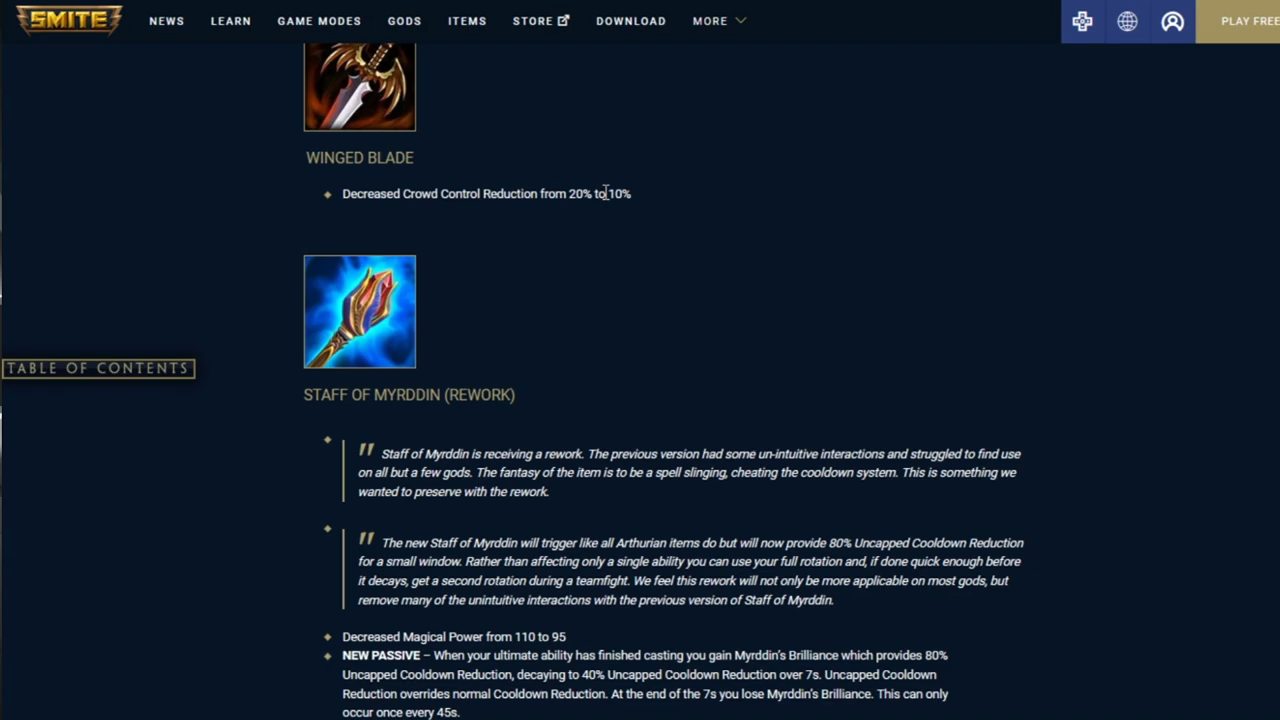 SMITE NEWS LEARN GAME MODES GODS ITEMS STORE DOWNLOAD MORE PLAY FREE
WINGED BLADE
Decreased Crowd Control Reduction from 20% to 10%
TABLE OF CONTENTS
STAFF OF MYRDDIN (REWORK)
" Staff of Myrddin is receiving a rework. The previous version had some un-intuitive interactions and struggled to find use
on all but a few gods. The fantasy of the item is to be a spell slinging, cheating the cooldown system. This is something we
wanted to preserve with the rework.
" The new Staff of Myrddin will trigger like all Arthurian items do but will now provide 80% Uncapped Cooldown Reduction
for a small window. Rather than affecting only a single ability you can use your full rotation and, if done quick enough before
it decays, get a second rotation during a teamfight. We feel this rework will not only be more applicable on most gods, but
remove many of the unintuitive interactions with the previous version of Staff of Myrddin.
Decreased Magical Power from 110 to 95
NEW PASSIVE – When your ultimate ability has finished casting you gain Myrddin's Brilliance which provides 80%
Uncapped Cooldown Reduction, decaying to 40% Uncapped Cooldown Reduction over 7s. Uncapped Cooldown
Reduction overrides normal Cooldown Reduction. At the end of the 7s you lose Myrddin's Brilliance. This can only
occur once every 45s.